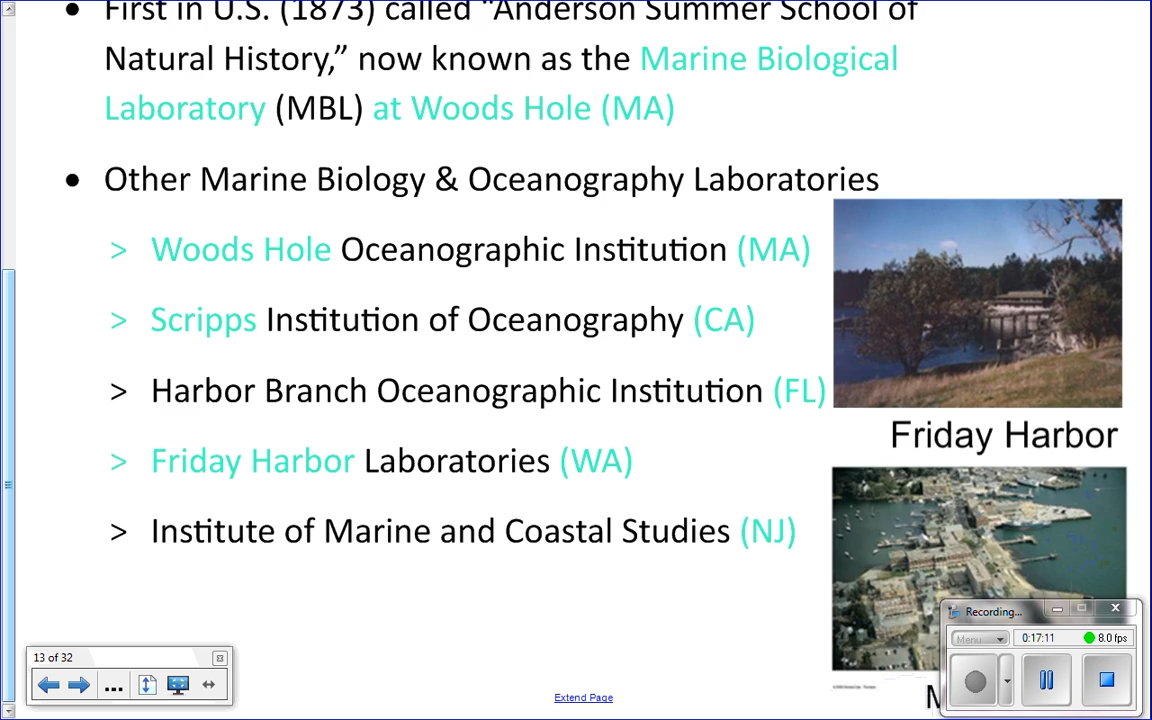 First in U.S. (1873) called “Anderson Summer School of
Natural History,” now known as the Marine Biological
Laboratory (MBL) at Woods Hole (MA)
Other Marine Biology & Oceanography Laboratories
> Woods Hole Oceanographic Institution (MA)
> Scripps Institution of Oceanography (CA)
> Harbor Branch Oceanographic Institution (FL)
> Friday Harbor Laboratories (WA)
> Institute of Marine and Coastal Studies (NJ)
Friday Harbor
Recording...
Menu
0:17:11
8.0 fps
13 of 32
...
Extend Page